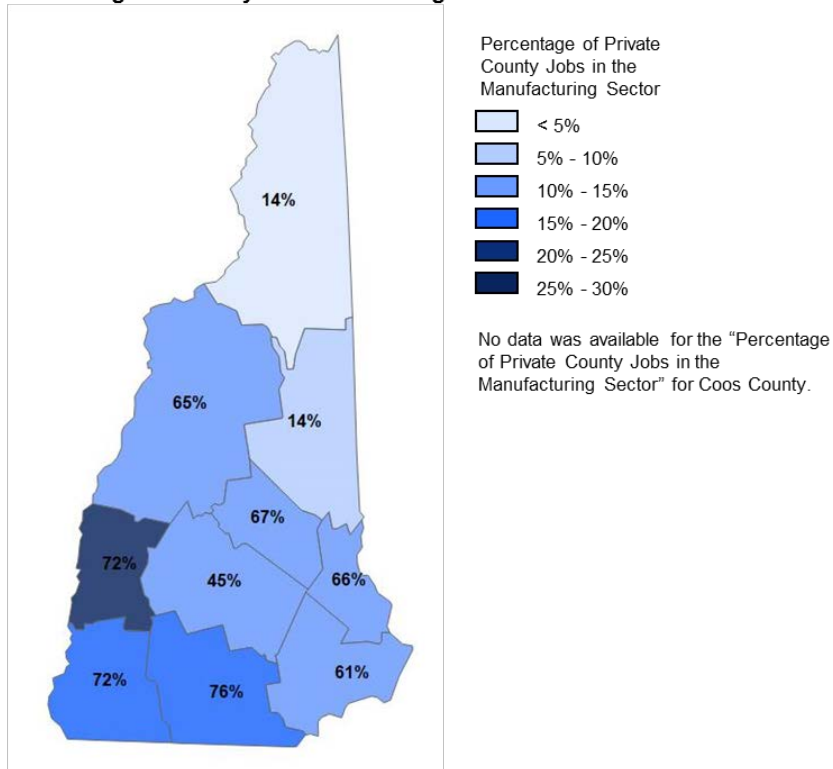 Percentage of Private
County Jobs in the
Manufacturing Sector
< 5%
5% - 10%
10% - 15%
15% - 20%
20% - 25%
25% - 30%
No data was available for the “Percentage
of Private County Jobs in the
Manufacturing Sector” for Coos County.
14%
65%
14%
67%
72%
45%
66%
72%
76%
61%